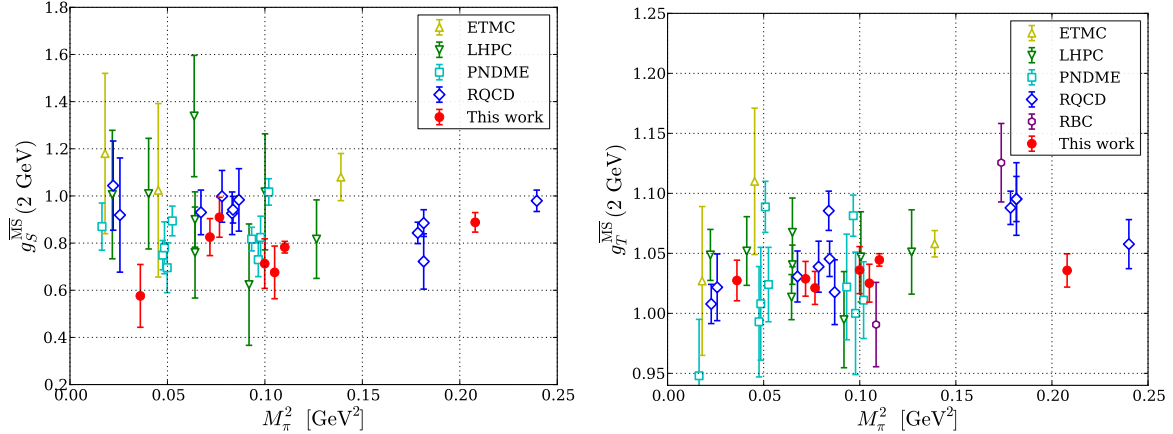 1.8
1.6
1.4
1.2
1.0
0.8
0.6
0.4
0.2
g_S^{\overline{MS}}(2 GeV)
0.00
0.05
0.10
0.15
0.20
0.25
M_π^2 [GeV^2]
ETMC
LHPC
PNDME
RQCD
This work
1.25
1.20
1.15
1.10
1.05
1.00
0.95
g_T^{\overline{MS}}(2 GeV)
0.00
0.05
0.10
0.15
0.20
0.25
M_π^2 [GeV^2]
ETMC
LHPC
PNDME
RQCD
RBC
This work